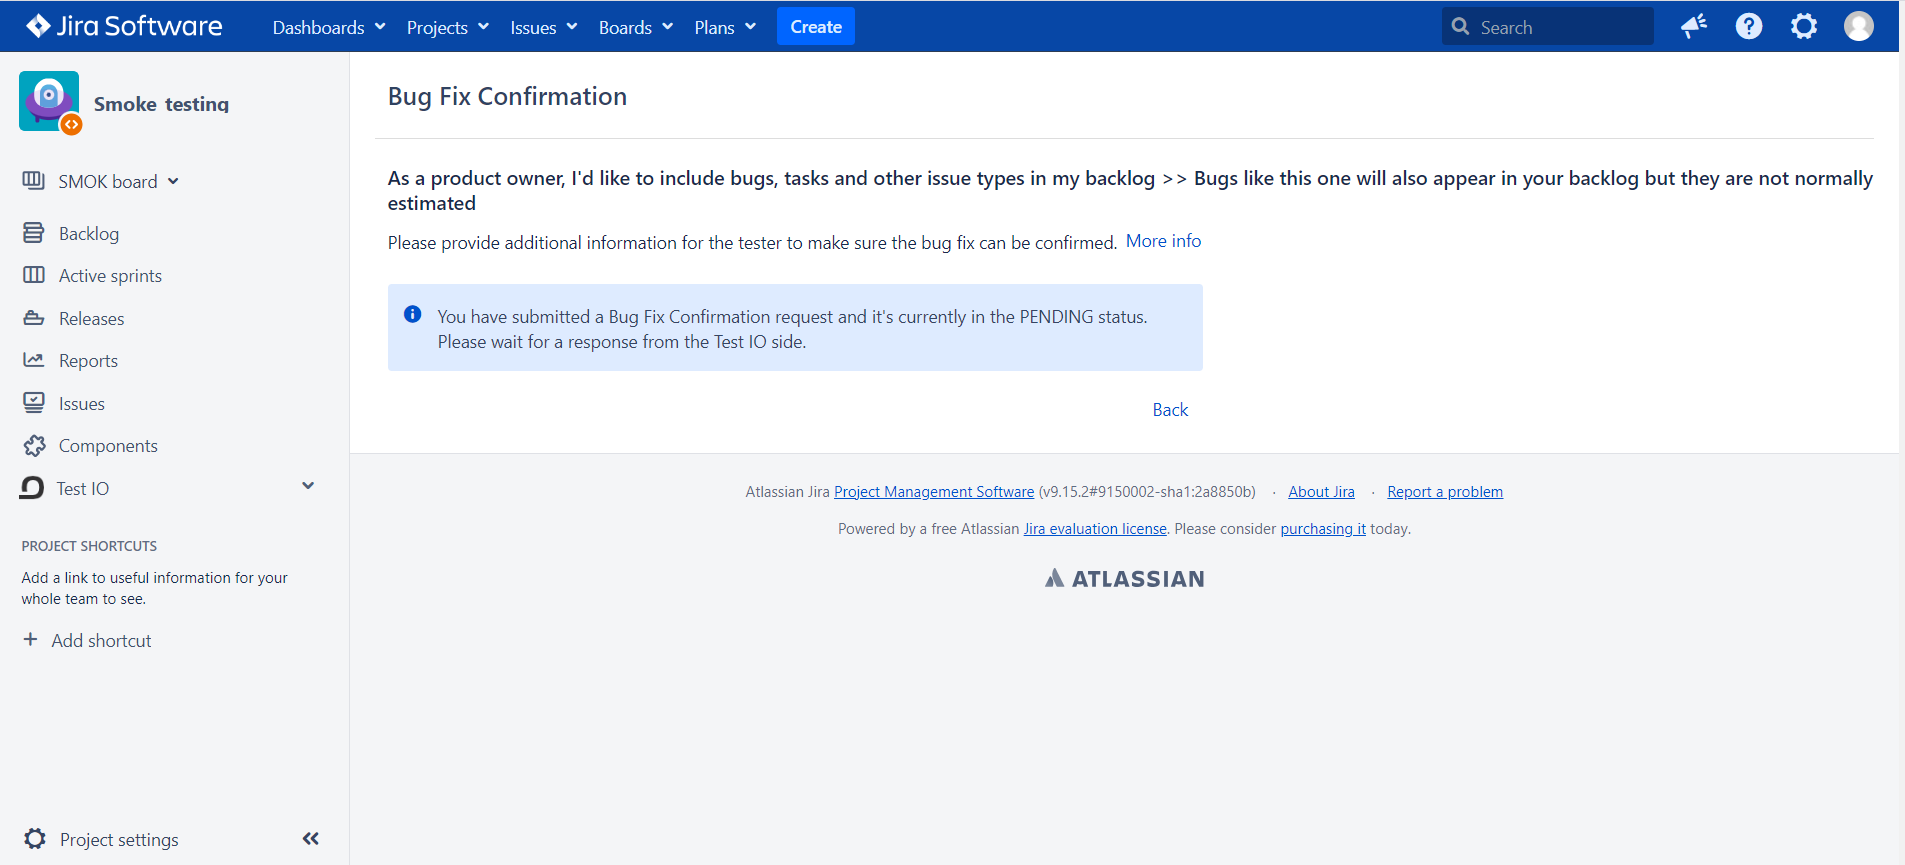 Jira Software
Dashboards Projects Issues Boards Plans Create Search
Smoke testing
SMOK board
Backlog
Active sprints
Releases
Reports
Issues
Components
Test IO
PROJECT SHORTCUTS
Add a link to useful information for your
whole team to see.
+ Add shortcut
Project settings
Bug Fix Confirmation
As a product owner, I'd like to include bugs, tasks and other issue types in my backlog >> Bugs like this one will also appear in your backlog but they are not normally
estimated
Please provide additional information for the tester to make sure the bug fix can be confirmed. More info
You have submitted a Bug Fix Confirmation request and it's currently in the PENDING status.
Please wait for a response from the Test IO side.
Back
Atlassian Jira Project Management Software (v9.15.2#9150002-sha1:2a8850b) · About Jira · Report a problem
Powered by a free Atlassian Jira evaluation license. Please consider purchasing it today.
ATLASSIAN